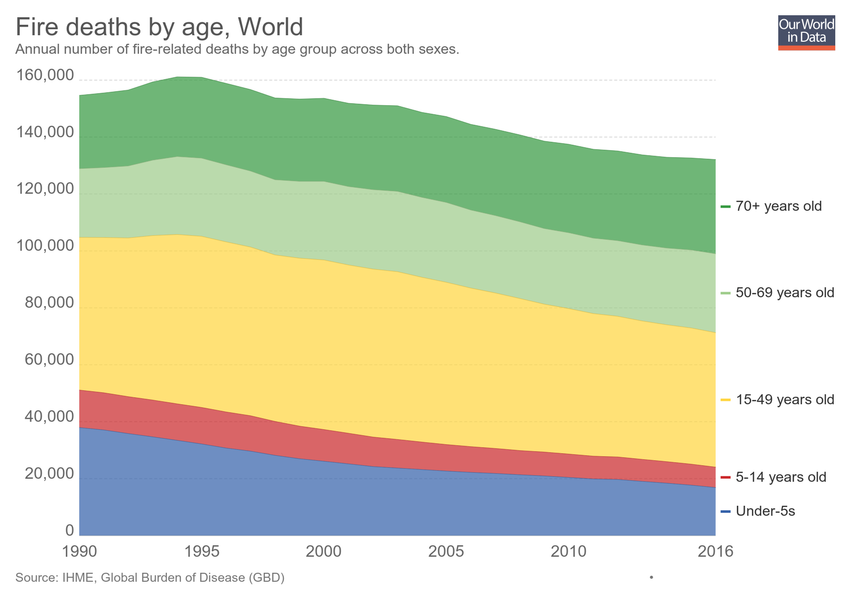 Fire deaths by age, World
Annual number of fire-related deaths by age group across both sexes.
Our World
in Data
160,000
140,000
120,000
100,000
80,000
60,000
40,000
20,000
0
70+ years old
50-69 years old
15-49 years old
5-14 years old
Under-5s
1990
1995
2000
2005
2010
2016
Source: IHME, Global Burden of Disease (GBD)